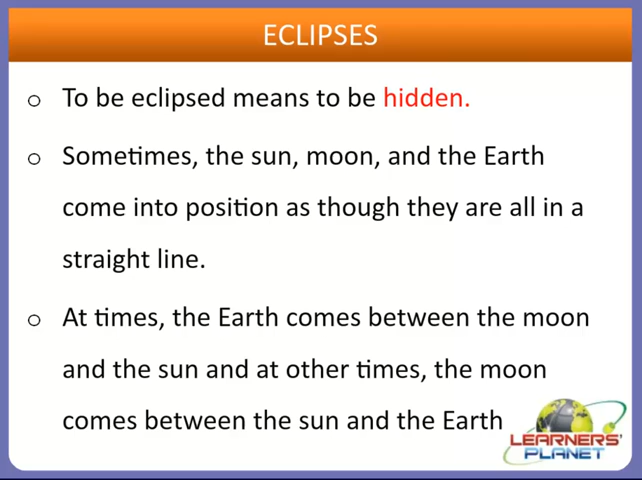 ECLIPSES
o To be eclipsed means to be hidden.
o Sometimes, the sun, moon, and the Earth
come into position as though they are all in a
straight line.
o At times, the Earth comes between the moon
and the sun and at other times, the moon
comes between the sun and the Earth
LEARNERS'
PLANET